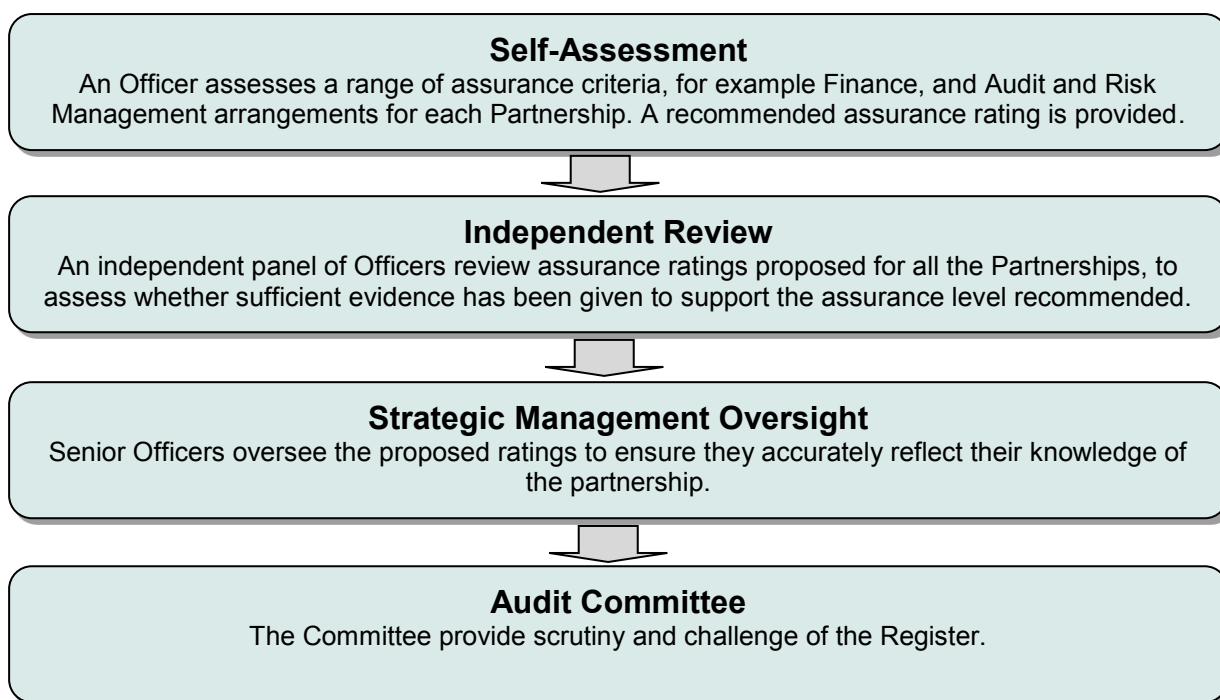 Self-Assessment
An Officer assesses a range of assurance criteria, for example Finance, and Audit and Risk
Management arrangements for each Partnership. A recommended assurance rating is provided.
Independent Review
An independent panel of Officers review assurance ratings proposed for all the Partnerships, to
assess whether sufficient evidence has been given to support the assurance level recommended.
Strategic Management Oversight
Senior Officers oversee the proposed ratings to ensure they accurately reflect their knowledge of
the partnership.
Audit Committee
The Committee provide scrutiny and challenge of the Register.